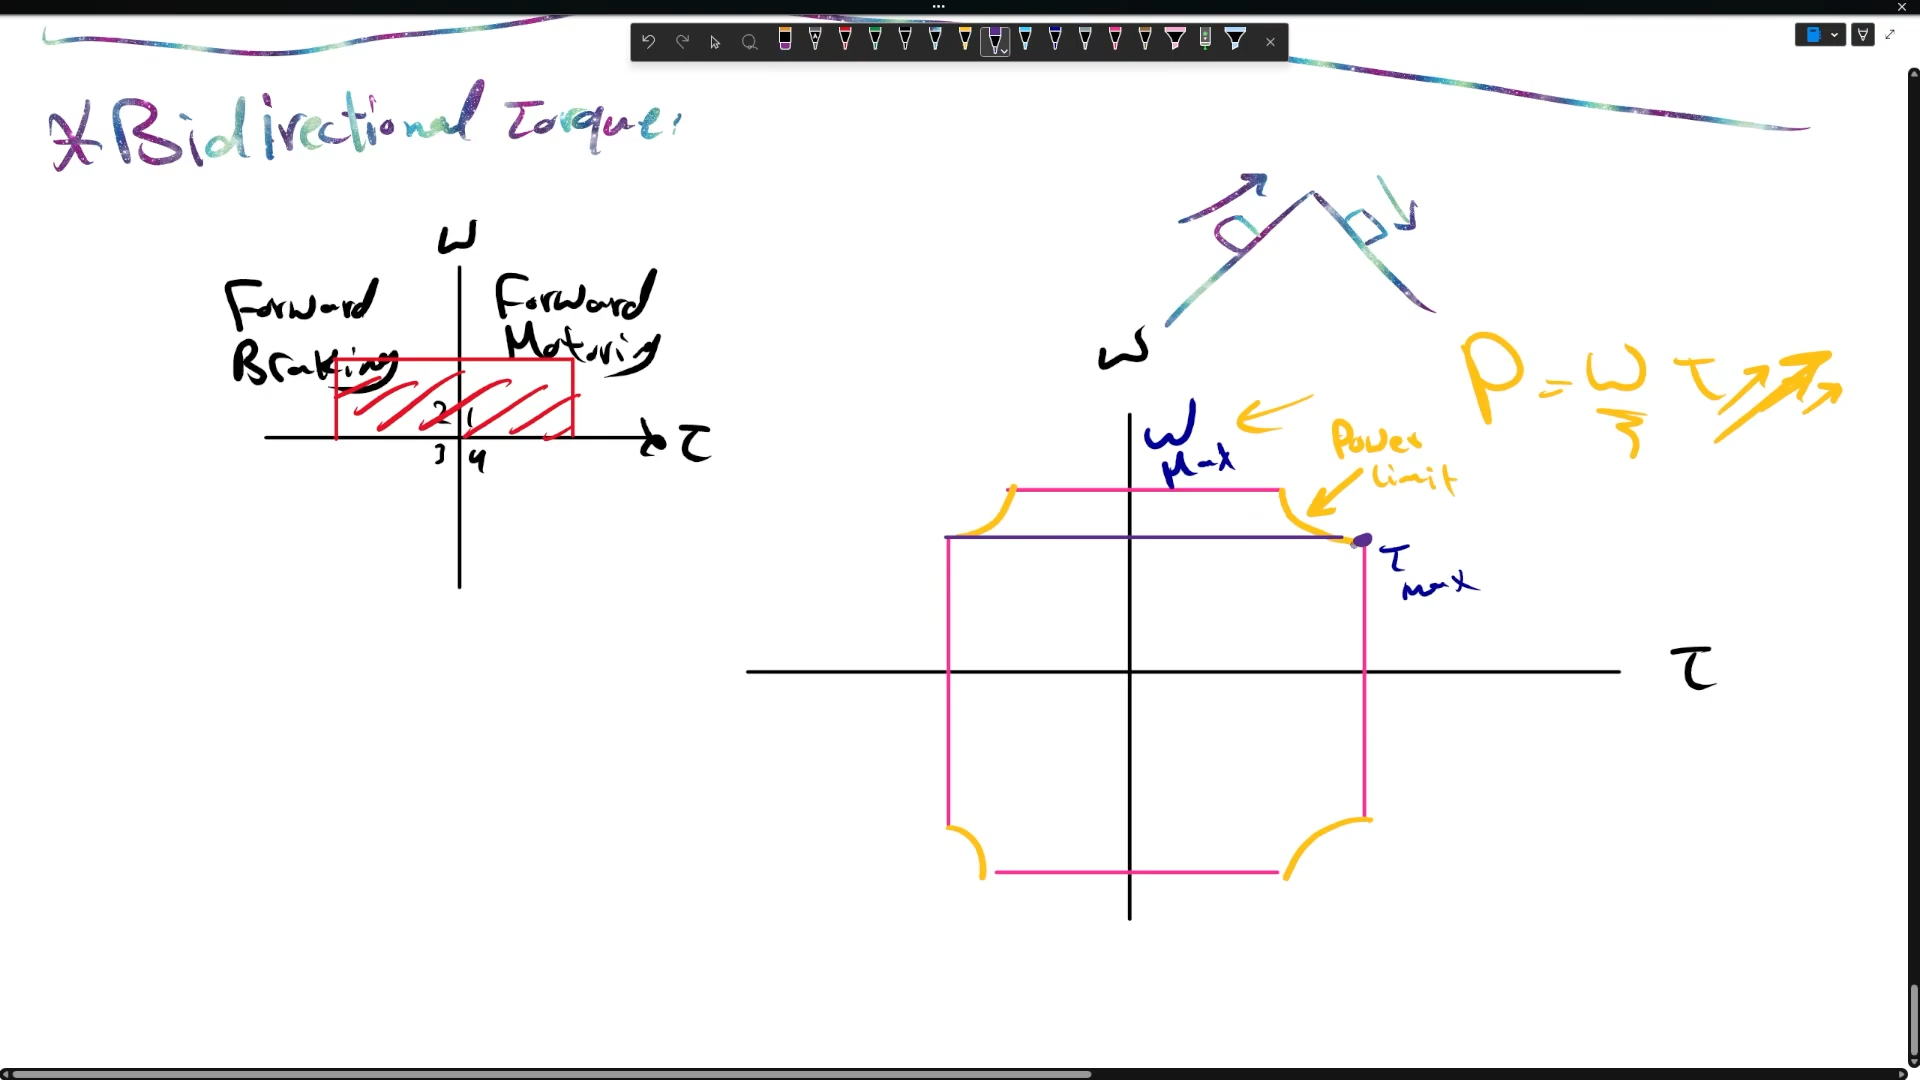 * Bidirectional Torque:
ω
Forward
Braking
Forward
Motoring
2 1
3 4
τ
ω
P = ω τ
ω
Max
Power
limit
τ
max
τ